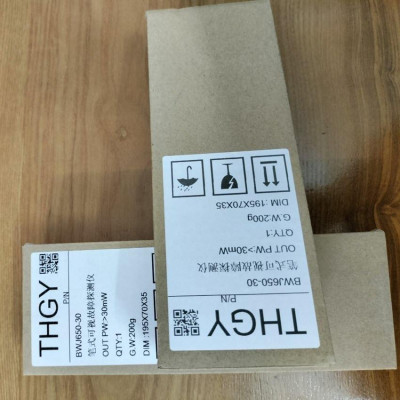 THGY
P/N
BWJ650-30
笔式可视故障探测仪
OUT PW:>30mW
QTY:1
G.W:200g
DIM:195X70X35
THGY
P/N
BWJ650-30
笔式可视故障探测仪
OUT PW:>30mW
QTY:1
G.W:200g
DIM:195X70X35